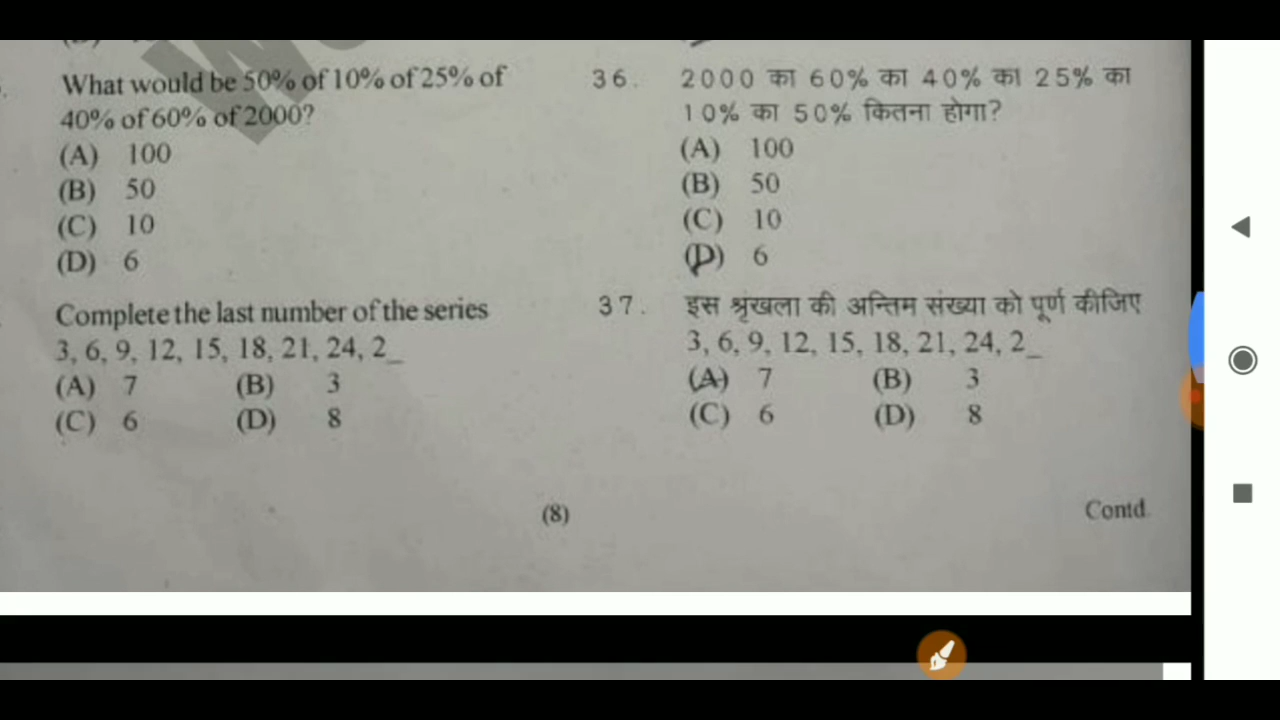 What would be 50% of 10% of 25% of
40% of 60% of 2000?
(A) 100
(B) 50
(C) 10
(D) 6
Complete the last number of the series
3, 6, 9, 12, 15, 18, 21, 24, 2_
(A) 7 (B) 3
(C) 6 (D) 8
36. 2000 का 60% का 40% का 25% का
10% का 50% कितना होगा?
(A) 100
(B) 50
(C) 10
(D) 6
37. इस श्रृंखला की अन्तिम संख्या को पूर्ण कीजिए
3, 6, 9, 12, 15, 18, 21, 24, 2_
(A) 7 (B) 3
(C) 6 (D) 8
(8)
Contd.